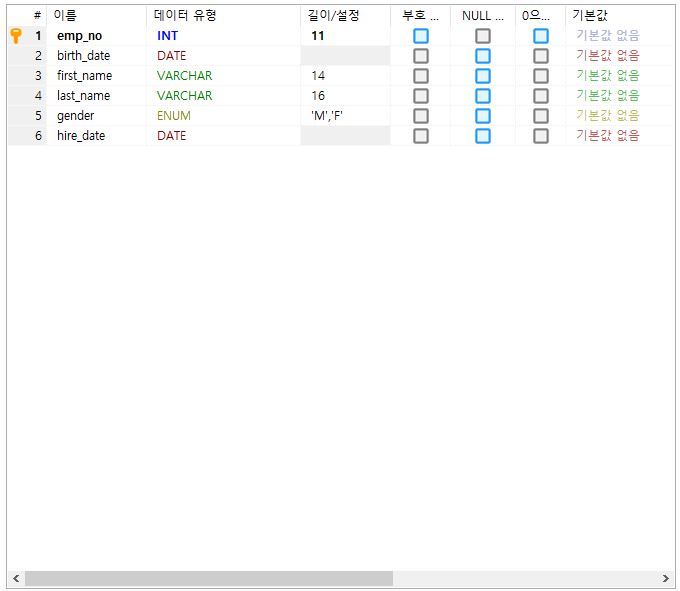 # 이름 데이터 유형 길이/설정 부호 ... NULL ... 0으... 기본값
1 emp_no INT 11 기본값 없음
2 birth_date DATE 기본값 없음
3 first_name VARCHAR 14 기본값 없음
4 last_name VARCHAR 16 기본값 없음
5 gender ENUM 'M','F' 기본값 없음
6 hire_date DATE 기본값 없음